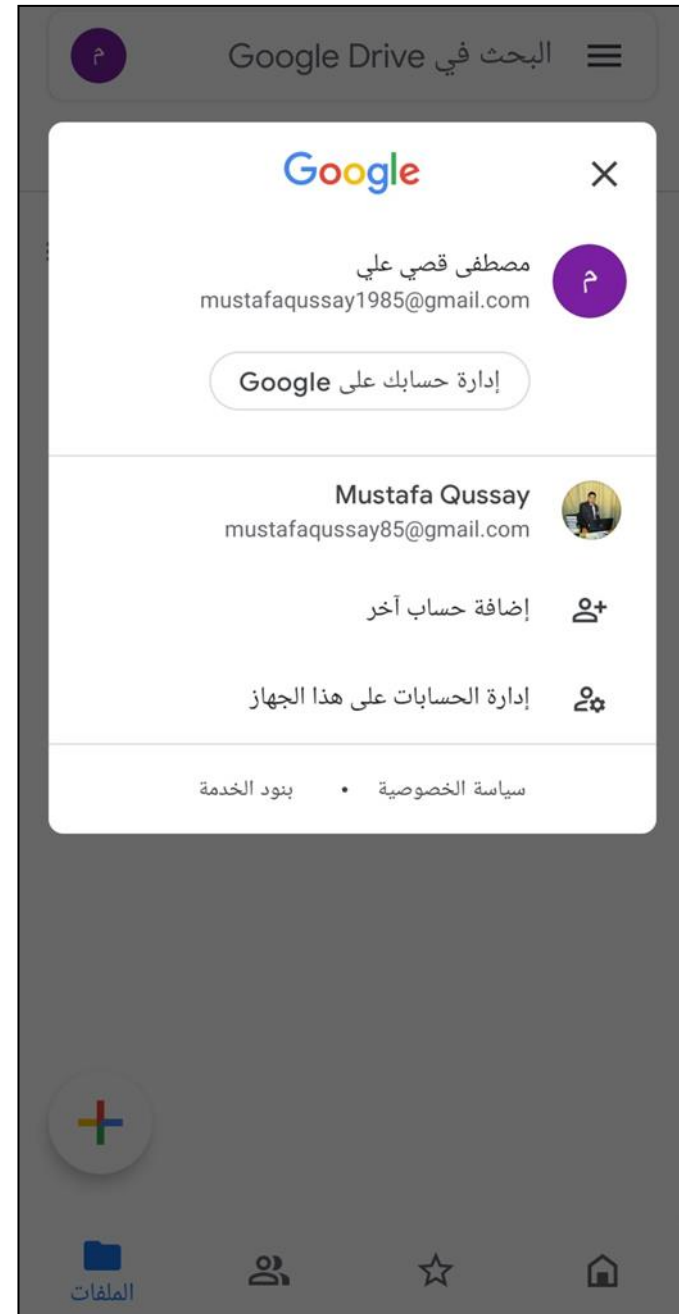 البحث في Google Drive
م
Google
مصطفى قصي علي
م
mustafaqussay1985@gmail.com
إدارة حسابك على Google
Mustafa Qussay
mustafaqussay85@gmail.com
إضافة حساب آخر
إدارة الحسابات على هذا الجهاز
سياسة الخصوصية • بنود الخدمة
الملفات